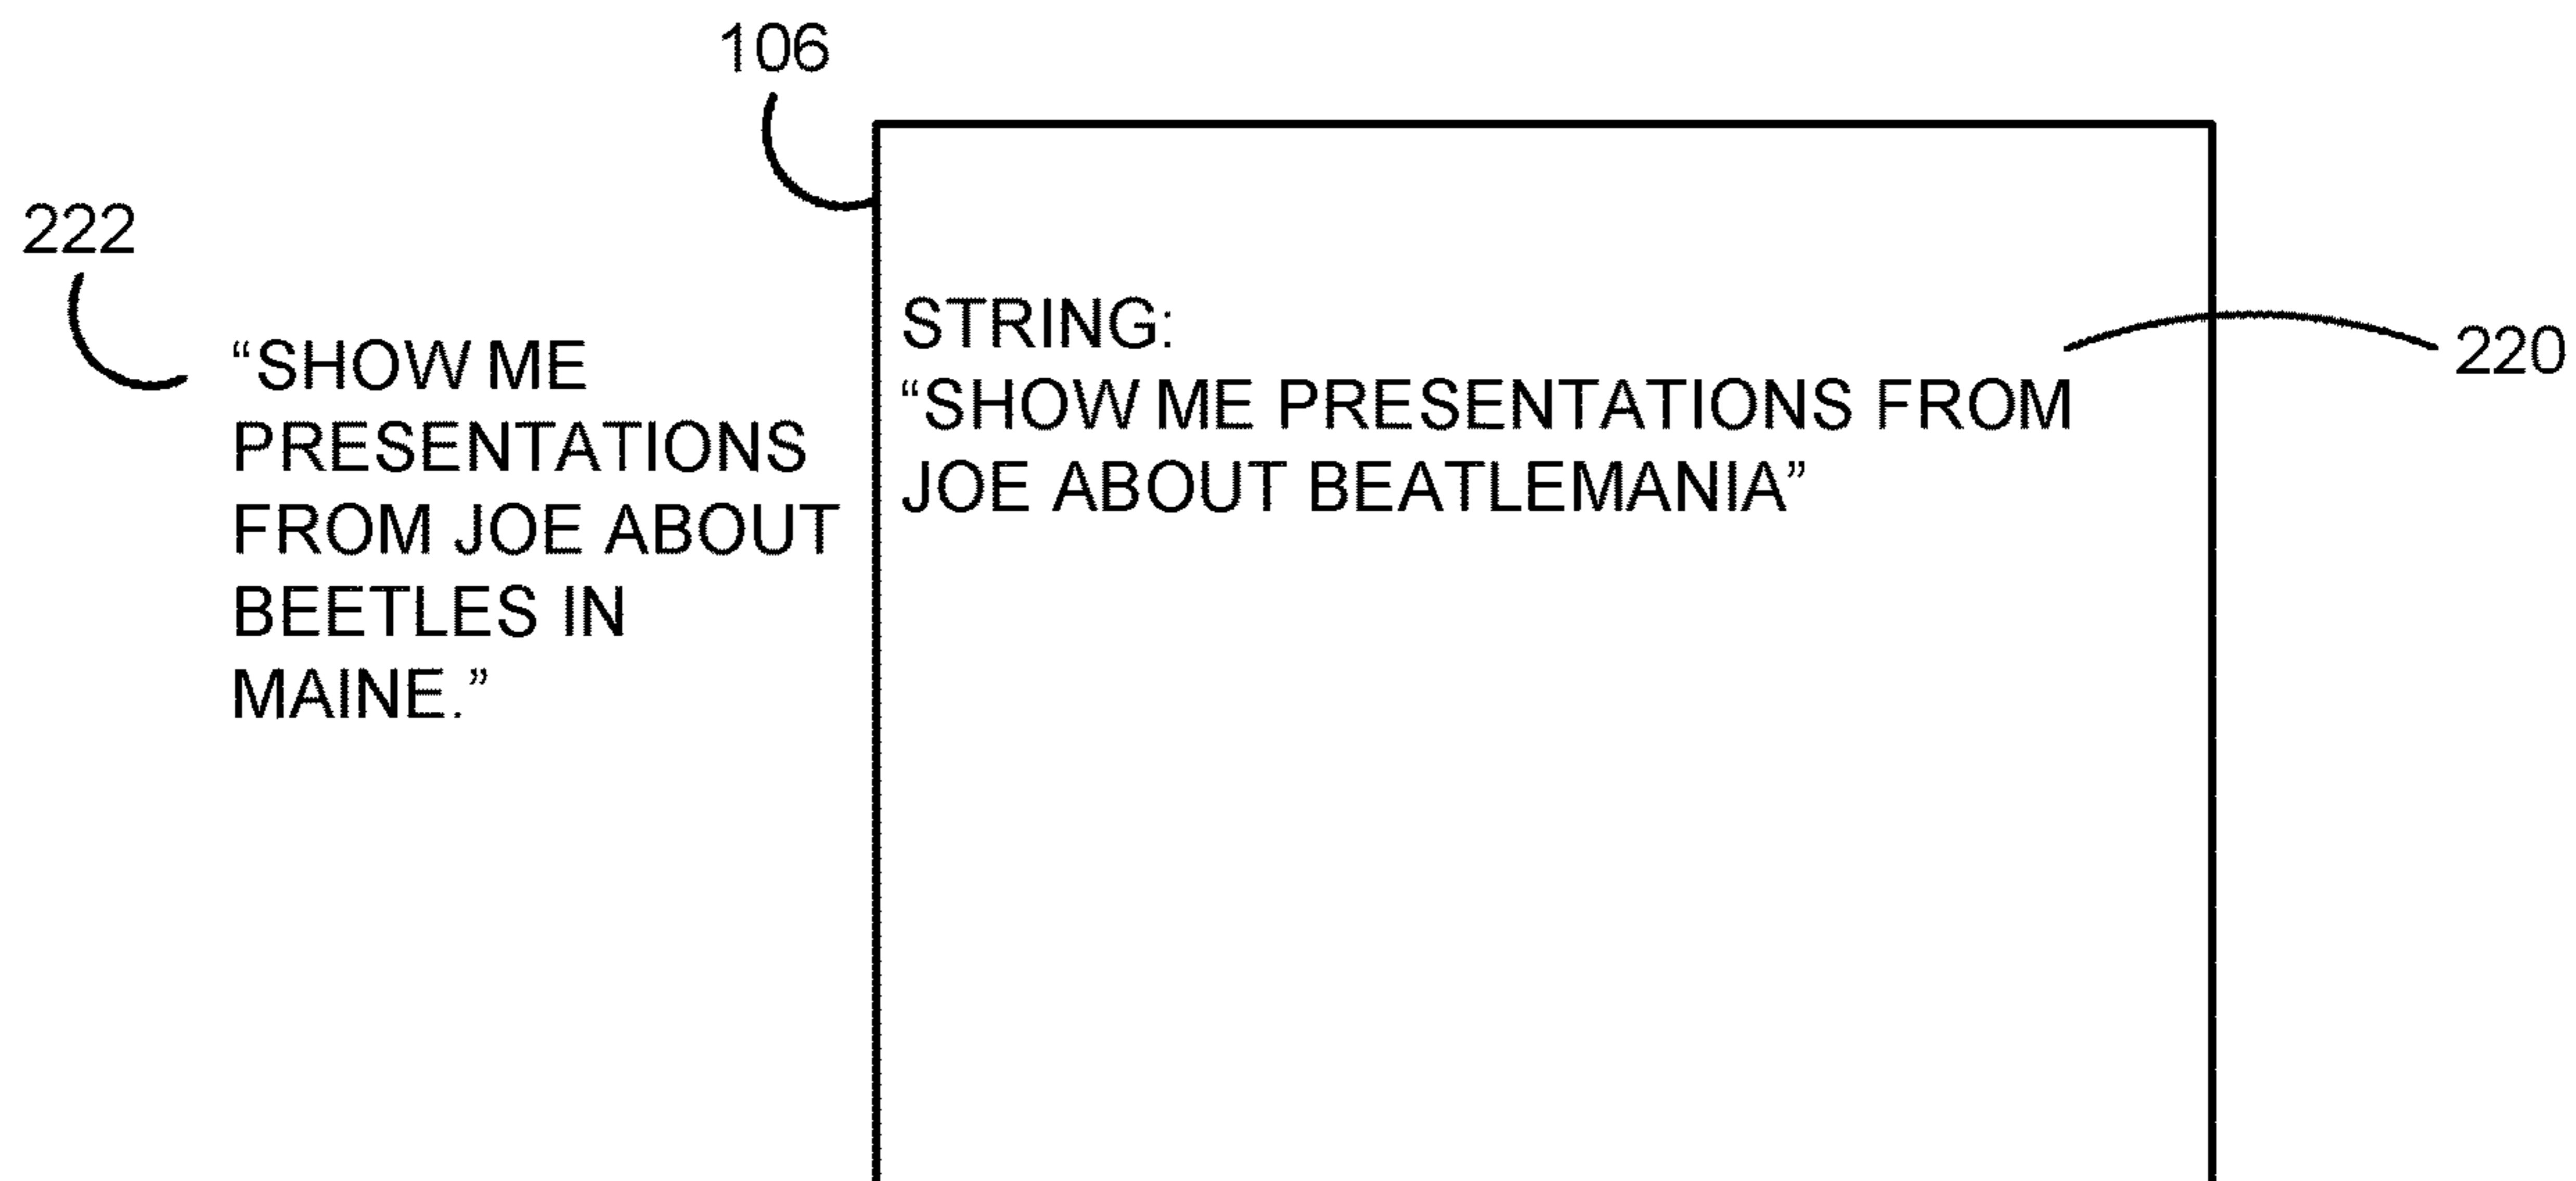 106
222
“SHOW ME
PRESENTATIONS
FROM JOE ABOUT
BEETLES IN
MAINE.”
STRING:
“SHOW ME PRESENTATIONS FROM
JOE ABOUT BEATLEMANIA”
220